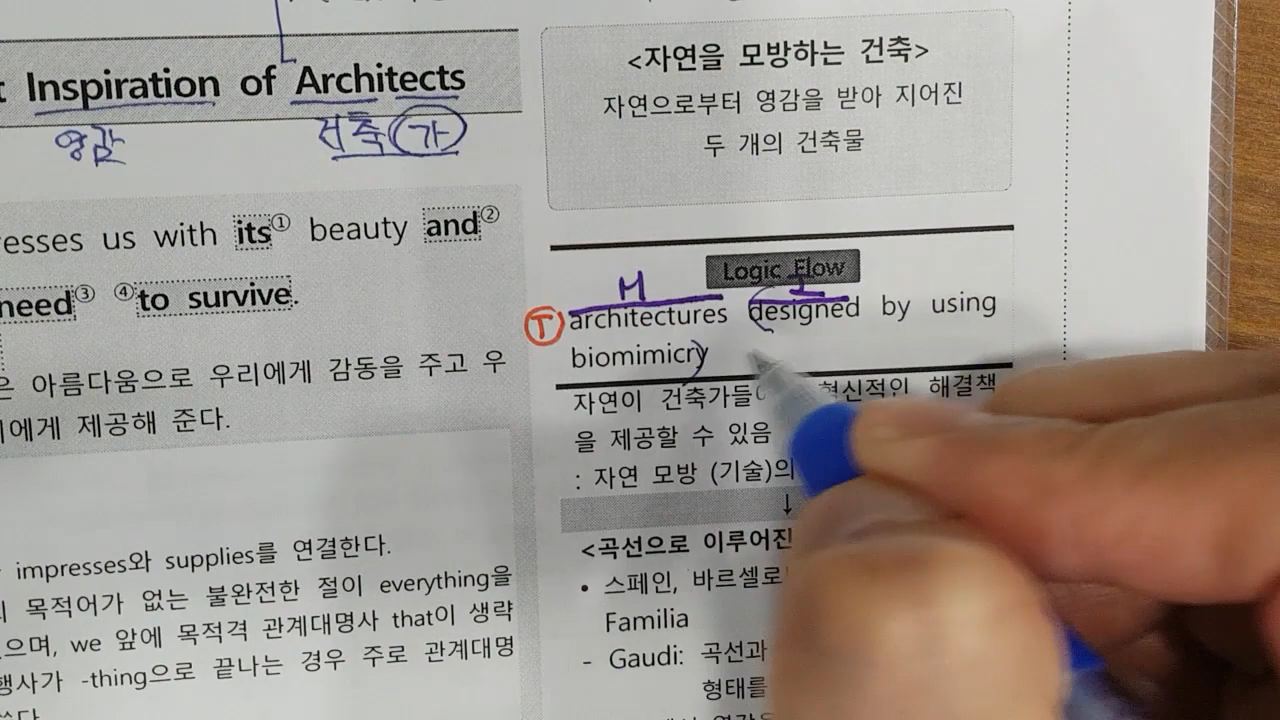 Inspiration of Architects
영감
건축가
its① beauty and②
us with
need③ ④to survive.
은 아름다움으로 우리에게 감동을 주고 우
에게 제공해 준다.
impresses와 supplies를 연결한다.
목적어가 없는 불완전한 절이 everything을
으며, we 앞에 목적격 관계대명사 that이 생략
행사가 -thing으로 끝나는 경우 주로 관계대명
<자연을 모방하는 건축>
자연으로부터 영감을 받아 지어진
두 개의 건축물
Logic Flow
M
T architectures (designed by using
biomimicry)
자연이 건축가들 혁신적인 해결책
을 제공할 수 있음
: 자연 모방 (기술)의
↓
<곡선으로 이루어진
• 스페인, 바르셀로
Familia
- Gaudi: 곡선과
형태를